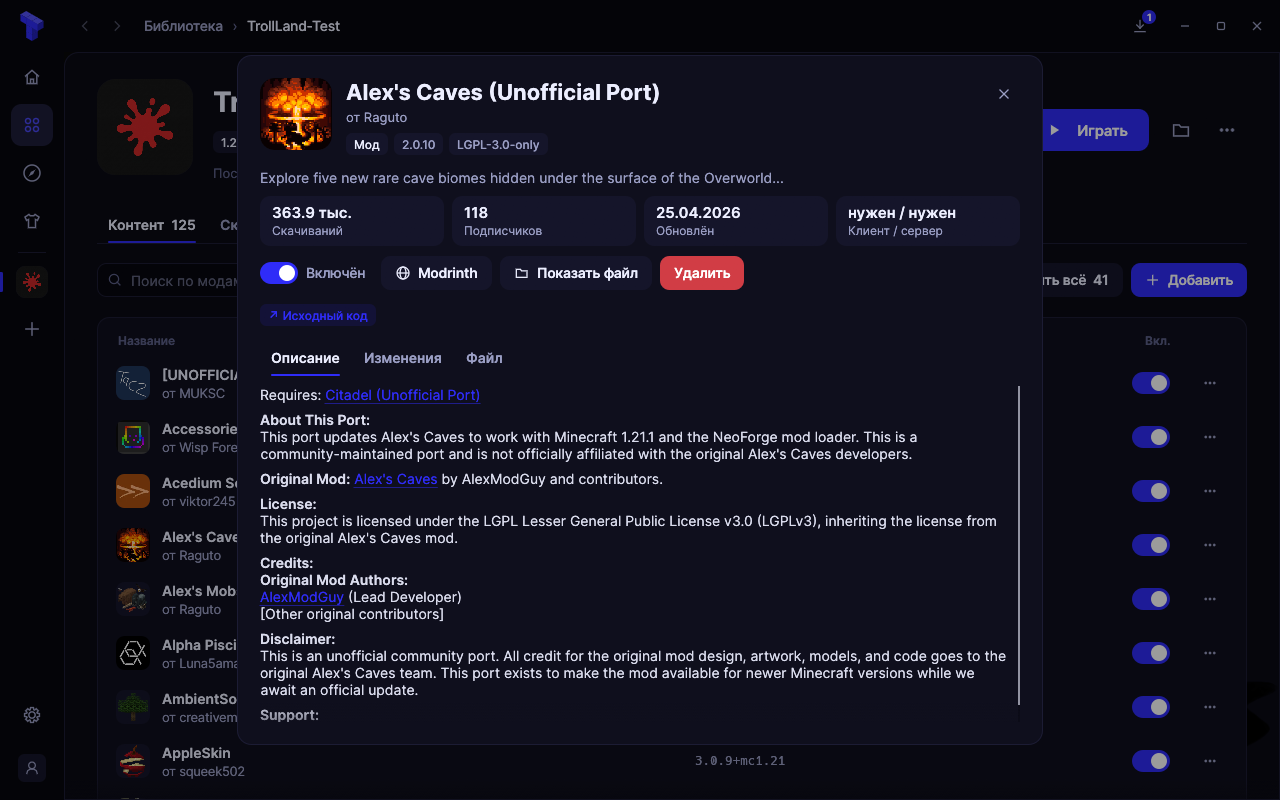 Библиотека › TrollLand-Test
1
Alex's Caves (Unofficial Port)
от Raguto
Мод 2.0.10 LGPL-3.0-only
Играть
Explore five new rare cave biomes hidden under the surface of the Overworld...
363.9 тыс.
Скачиваний
118
Подписчиков
25.04.2026
Обновлён
нужен / нужен
Клиент / сервер
Контент 125
Включён Modrinth Показать файл Удалить
Поиск по
всё 41
Добавить
Исходный код
Название
Вкл.
Описание Изменения Файл
Requires: Citadel (Unofficial Port)
About This Port:
This port updates Alex's Caves to work with Minecraft 1.21.1 and the NeoForge mod loader. This is a
community-maintained port and is not officially affiliated with the original Alex's Caves developers.
Original Mod: Alex's Caves by AlexModGuy and contributors.
License:
This project is licensed under the LGPL Lesser General Public License v3.0 (LGPLv3), inheriting the license from
the original Alex's Caves mod.
Credits:
Original Mod Authors:
AlexModGuy (Lead Developer)
[Other original contributors]
Disclaimer:
This is an unofficial community port. All credit for the original mod design, artwork, models, and code goes to the
original Alex's Caves team. This port exists to make the mod available for newer Minecraft versions while we
await an official update.
Support:
от MUKSC
от Wisp
Acedium
от viktor245
Alex's
от Raguto
Alex's
от Raguto
Alpha
AppleSkin
от squeek502
3.0.9+mc1.21